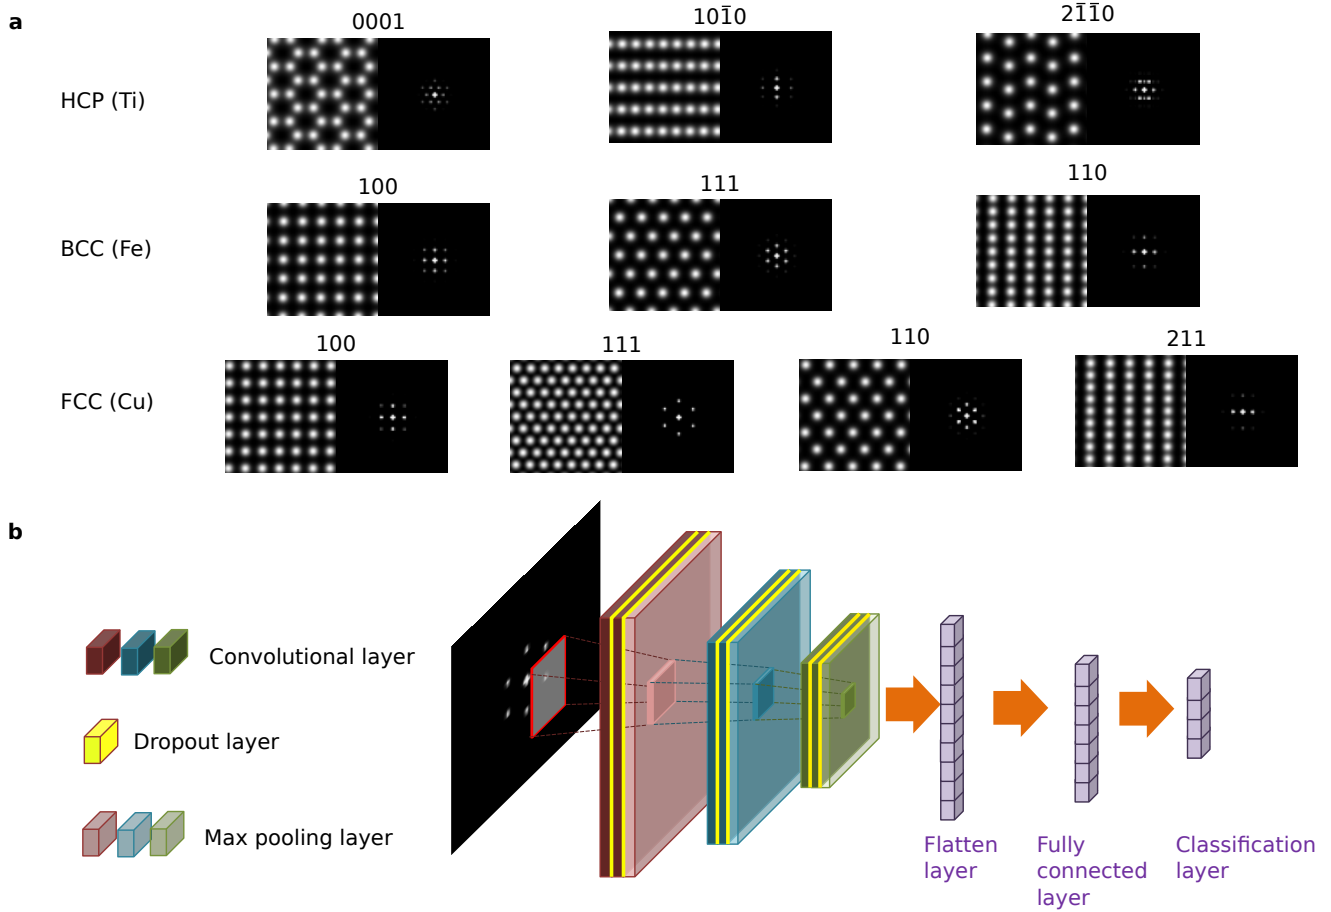 a
0001
101̅0
21̅1̅0
HCP (Ti)
100
111
110
BCC (Fe)
100
111
110
211
FCC (Cu)
b
Convolutional layer
Dropout layer
Max pooling layer
Flatten
layer
Fully
connected
layer
Classification
layer